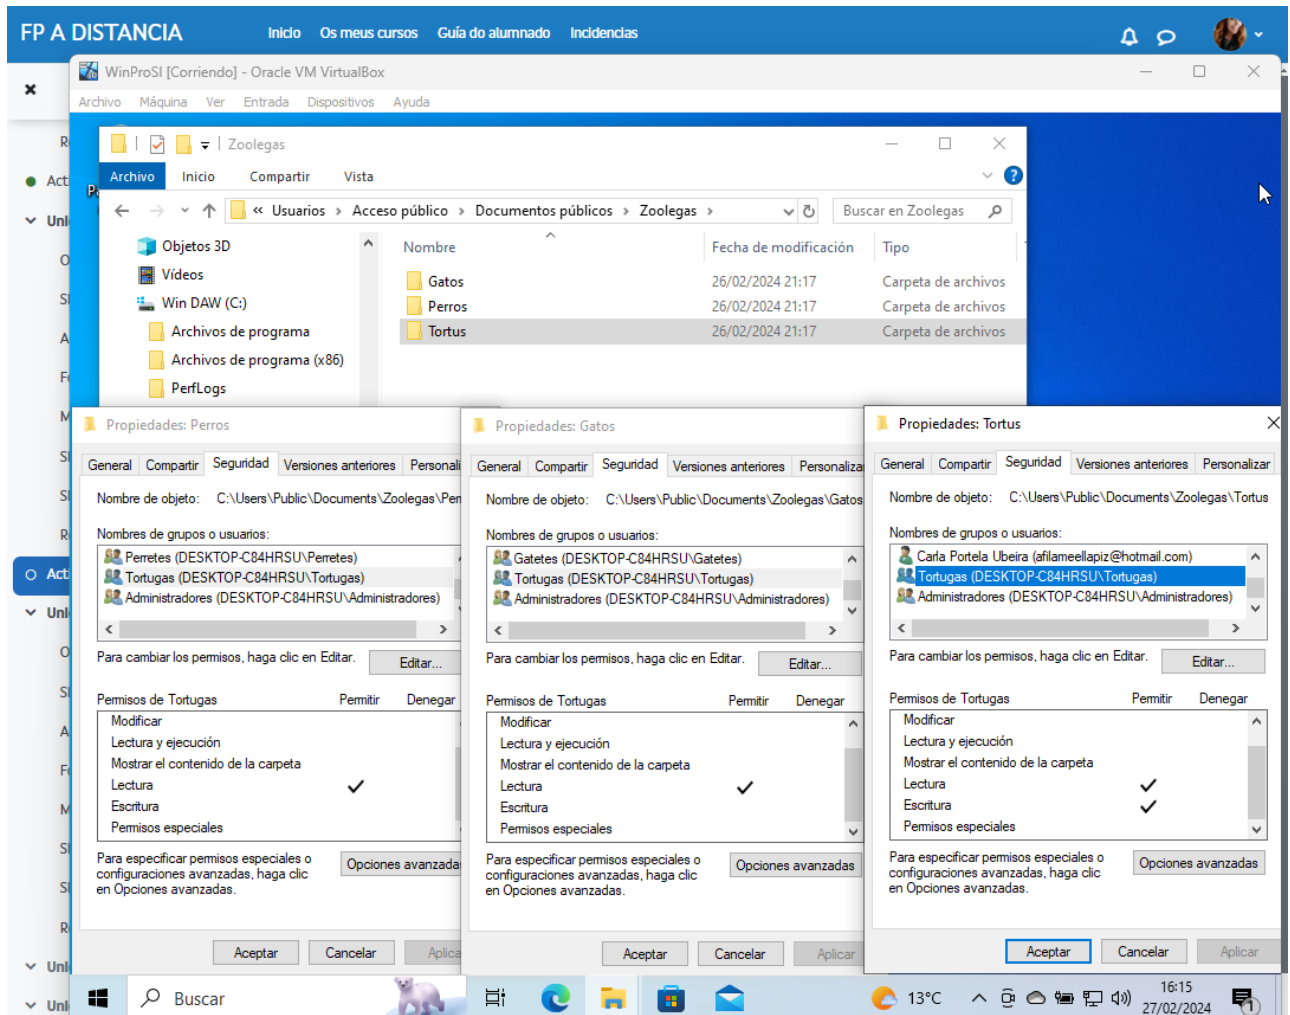 FP A DISTANCIA
Inicio Os meus cursos Guía do alumnado Incidencias
WinProSI [Corriendo] - Oracle VM VirtualBox
Archivo Máquina Ver Entrada Dispositivos Ayuda
Zoolegas
Archivo Inicio Compartir Vista
« Usuarios > Acceso público > Documentos públicos > Zoolegas >
Buscar en Zoolegas
Objetos 3D
Vídeos
Win DAW (C:)
Archivos de programa
Archivos de programa (x86)
PerfLogs
Nombre Fecha de modificación Tipo
Gatos 26/02/2024 21:17 Carpeta de archivos
Perros 26/02/2024 21:17 Carpeta de archivos
Tortus 26/02/2024 21:17 Carpeta de archivos
Propiedades: Perros
General Compartir Seguridad Versiones anteriores Personali
Nombre de objeto: C:\Users\Public\Documents\Zoolegas\Per
Nombres de grupos o usuarios:
Perretes (DESKTOP-C84HRSU\Perretes)
Tortugas (DESKTOP-C84HRSU\Tortugas)
Administradores (DESKTOP-C84HRSU\Administradores)
Para cambiar los permisos, haga clic en Editar.
Editar...
Permisos de Tortugas Permitir Denegar
Modificar
Lectura y ejecución
Mostrar el contenido de la carpeta
Lectura
Escritura
Permisos especiales
Para especificar permisos especiales o
configuraciones avanzadas, haga clic
en Opciones avanzadas.
Opciones avanzada
Aceptar Cancelar Aplica
Propiedades: Gatos
General Compartir Seguridad Versiones anteriores Personaliza
Nombre de objeto: C:\Users\Public\Documents\Zoolegas\Gatos
Nombres de grupos o usuarios:
Gatetes (DESKTOP-C84HRSU\Gatetes)
Tortugas (DESKTOP-C84HRSU\Tortugas)
Administradores (DESKTOP-C84HRSU\Administradores)
Para cambiar los permisos, haga clic en Editar.
Editar...
Permisos de Tortugas Permitir Denegar
Modificar
Lectura y ejecución
Mostrar el contenido de la carpeta
Lectura
Escritura
Permisos especiales
Para especificar permisos especiales o
configuraciones avanzadas, haga clic
en Opciones avanzadas.
Opciones avanzadas
Aceptar Cancelar Aplicar
Propiedades: Tortus
General Compartir Seguridad Versiones anteriores Personalizar
Nombre de objeto: C:\Users\Public\Documents\Zoolegas\Tortus
Nombres de grupos o usuarios:
Carla Portela Ubeira (afilameellapiz@hotmail.com)
Tortugas (DESKTOP-C84HRSU\Tortugas)
Administradores (DESKTOP-C84HRSU\Administradores)
Para cambiar los permisos, haga clic en Editar.
Editar...
Permisos de Tortugas Permitir Denegar
Modificar
Lectura y ejecución
Mostrar el contenido de la carpeta
Lectura
Escritura
Permisos especiales
Para especificar permisos especiales o
configuraciones avanzadas, haga clic
en Opciones avanzadas.
Opciones avanzadas
Aceptar Cancelar Aplicar
Buscar
13°C
16:15
27/02/2024
1